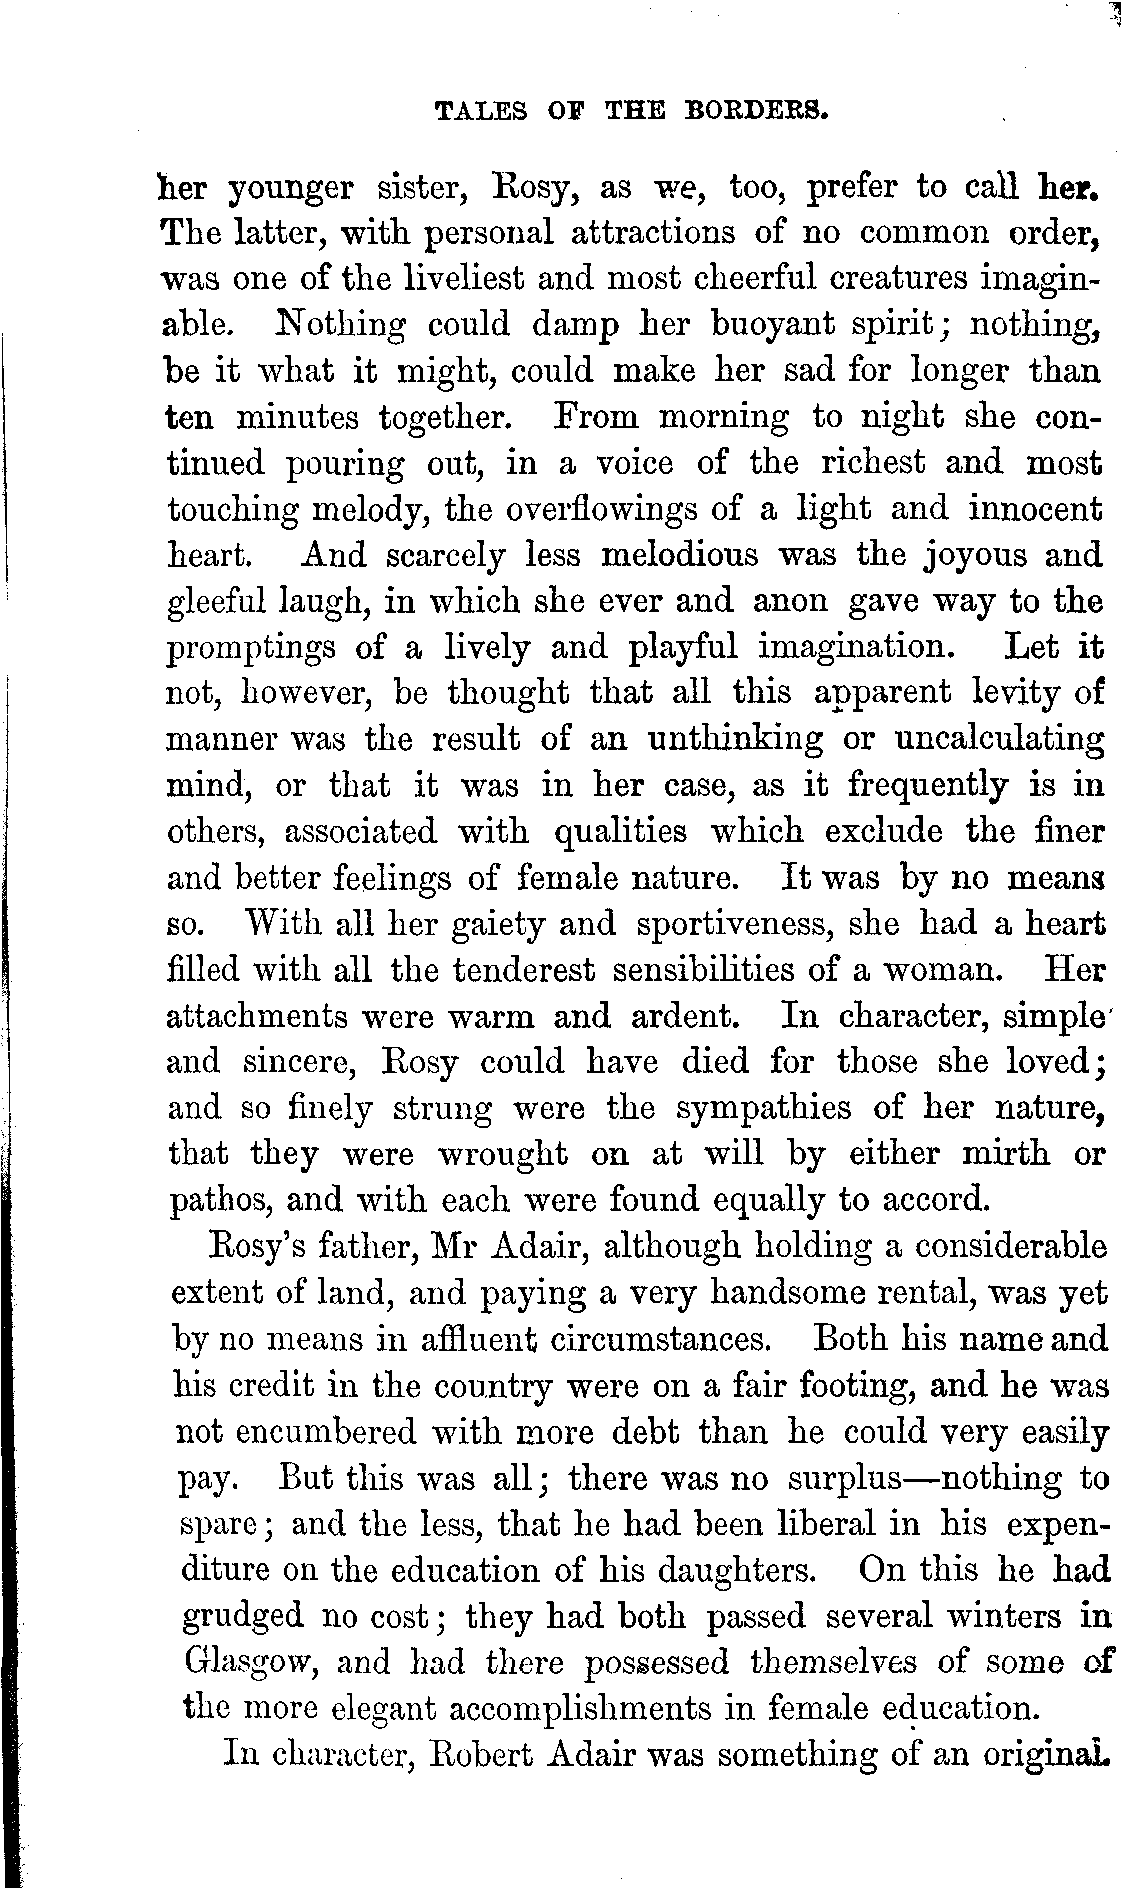 TALES OF THE BORDERS.
her younger sister, Rosy, as we, too, prefer to call her.
The latter, with personal attractions of no common order,
was one of the liveliest and most cheerful creatures imagin-
able. Nothing could damp her buoyant spirit; nothing,
be it what it might, could make her sad for longer than
ten minutes together. From morning to night she con-
tinued pouring out, in a voice of the richest and most
touching melody, the overflowings of a light and innocent
heart. And scarcely less melodious was the joyous and
gleeful laugh, in which she ever and anon gave way to the
promptings of a lively and playful imagination. Let it
not, however, be thought that all this apparent levity of
manner was the result of an unthinking or uncalculating
mind, or that it was in her case, as it frequently is in
others, associated with qualities which exclude the finer
and better feelings of female nature. It was by no means
so. With all her gaiety and sportiveness, she had a heart
filled with all the tenderest sensibilities of a woman. Her
attachments were warm and ardent. In character, simple
and sincere, Rosy could have died for those she loved;
and so finely strung were the sympathies of her nature,
that they were wrought on at will by either mirth or
pathos, and with each were found equally to accord.
Rosy's father, Mr Adair, although holding a considerable
extent of land, and paying a very handsome rental, was yet
by no means in affluent circumstances. Both his name and
his credit in the country were on a fair footing, and he was
not encumbered with more debt than he could very easily
pay. But this was all; there was no surplus—nothing to
spare; and the less, that he had been liberal in his expen-
diture on the education of his daughters. On this he had
grudged no cost; they had both passed several winters in
Glasgow, and had there possessed themselves of some of
the more elegant accomplishments in female education.
In character, Robert Adair was something of an original.